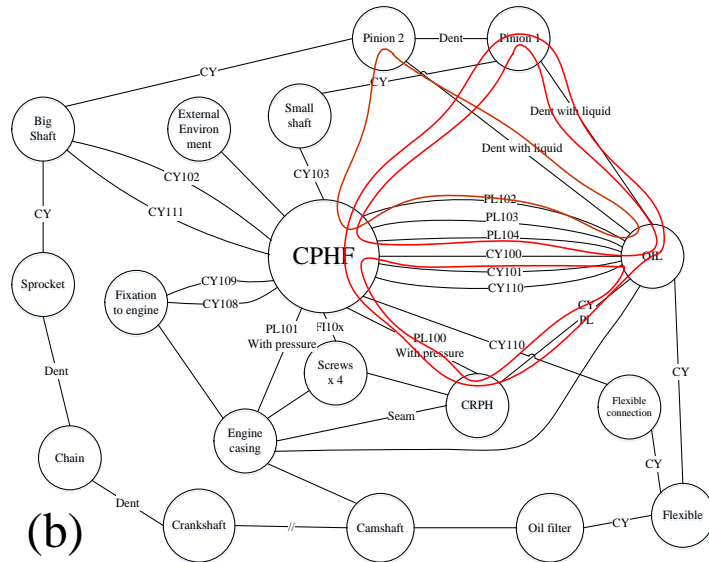 Pinion 2
Dent
Pinion 1
CY
CY
Dent with liquid
Big
Shaft
External
Environ
ment
Small
shaft
Dent with liquid
CY102
CY103
CY111
PL102
PL103
PL104
CY
CPHF
CY100
OIL
CY101
CY110
Sprocket
Fixation
to engine
CY109
CY108
CY
PL
PL101
With pressure
FI10x
PL100
With pressure
CY110
CY
Screws
x 4
Dent
CRPH
Flexible
connection
Seam
Engine
casing
Chain
CY
Dent
Crankshaft
//
Camshaft
Oil filter
CY
Flexible
(b)